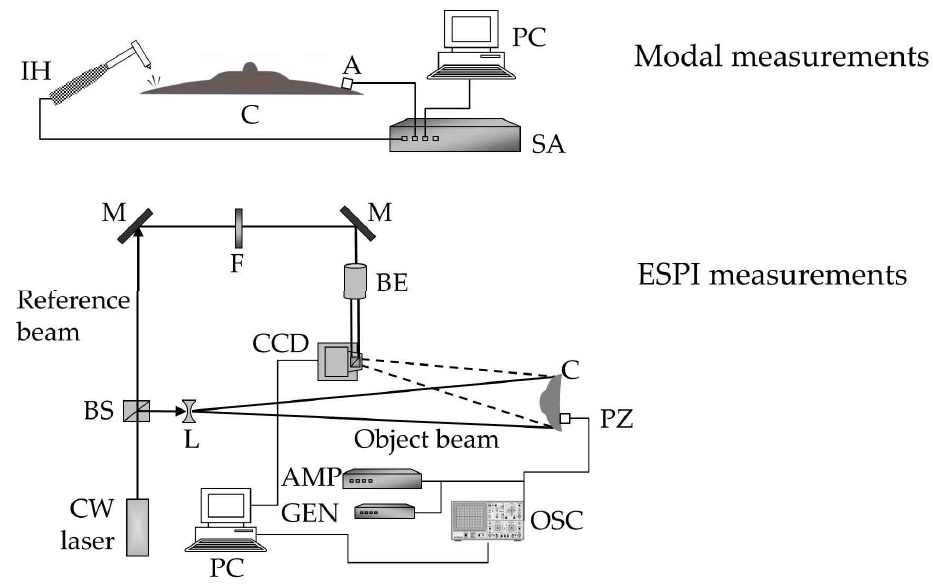 PC
Modal measurements
IH
A
C
SA
M
M
F
BE
ESPI measurements
Reference
beam
CCD
C
BS
L
PZ
Object beam
AMP
GEN
OSC
CW
laser
PC